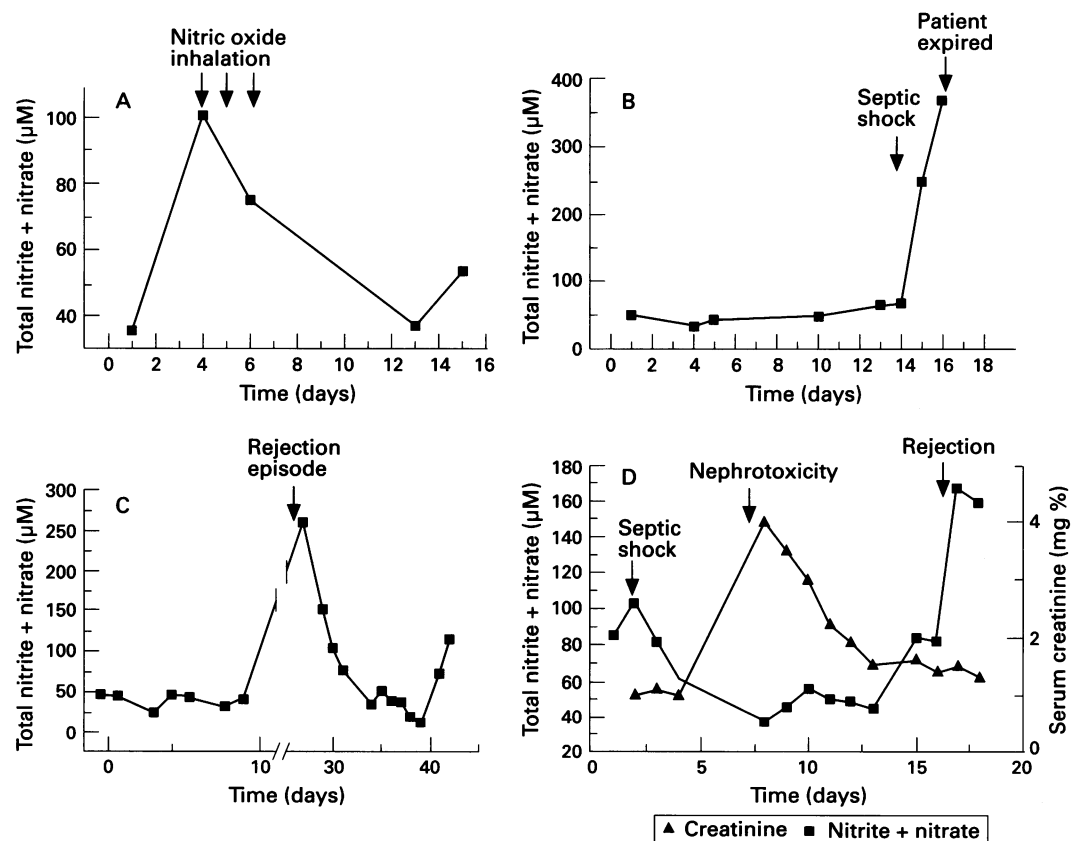 Nitric oxide
inhalation
A
Total nitrite + nitrate (µM)
100
80
60
40
0 2 4 6 8 10 12 14 16
Time (days)
Patient
expired
B
Septic
shock
Total nitrite + nitrate (µM)
400
300
200
100
0
0 2 4 6 8 10 12 14 16 18
Time (days)
Rejection
episode
C
Total nitrite + nitrate (µM)
300
250
200
150
100
50
0
0 10 30 40
Time (days)
Rejection
D
Nephrotoxicity
Septic
shock
Total nitrite + nitrate (µM)
180
160
140
120
100
80
60
40
20
0 5 10 15 20
Time (days)
4
2
0
Serum creatinine (mg %)
▲ Creatinine ■ Nitrite + nitrate